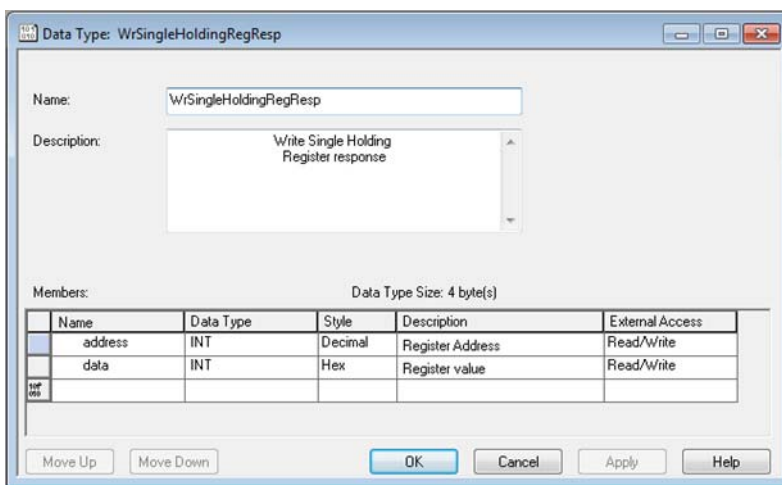 Data Type: WrSingleHoldingRegResp
Name:
WrSingleHoldingRegResp
Description:
Write Single Holding
Register response
Members:
Data Type Size: 4 byte(s)
Name Data Type Style Description External Access
address INT Decimal Register Address Read/Write
data INT Hex Register value Read/Write
Move Up Move Down OK Cancel Apply Help